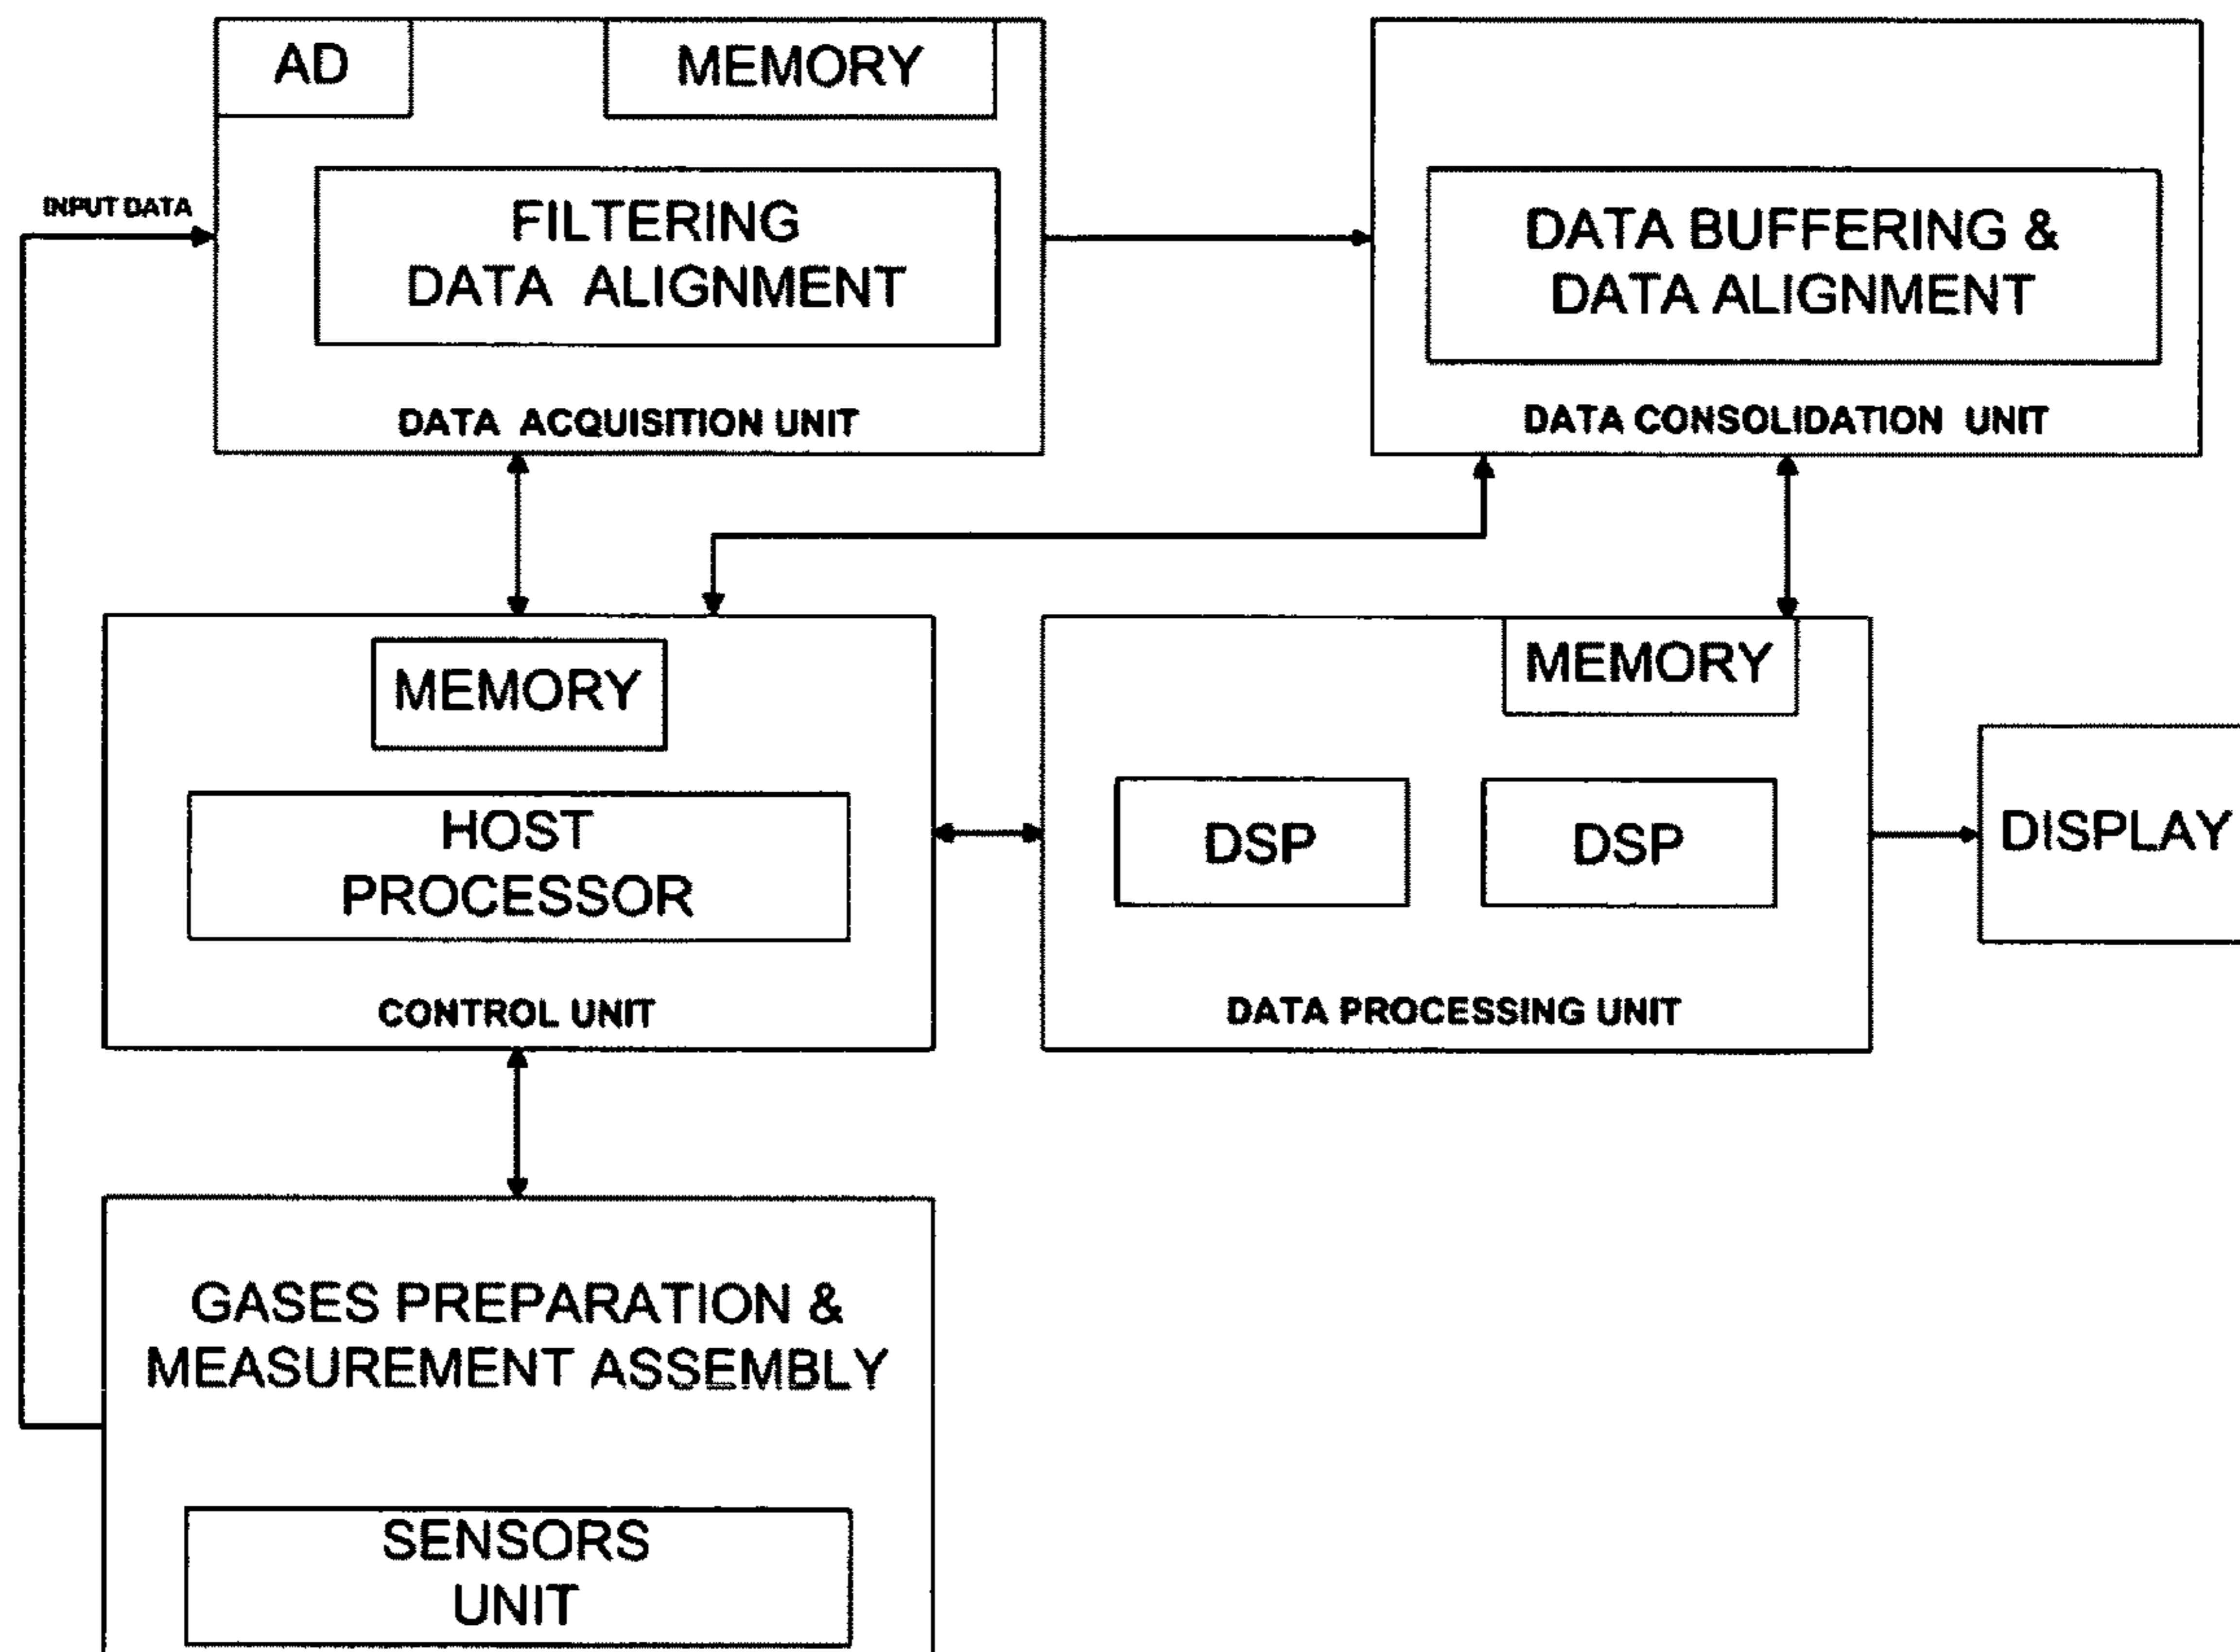 AD
MEMORY
INPUT DATA
FILTERING
DATA ALIGNMENT
DATA ACQUISITION UNIT
DATA BUFFERING &
DATA ALIGNMENT
DATA CONSOLIDATION UNIT
MEMORY
HOST
PROCESSOR
CONTROL UNIT
MEMORY
DSP
DSP
DATA PROCESSING UNIT
DISPLAY
GASES PREPARATION &
MEASUREMENT ASSEMBLY
SENSORS
UNIT